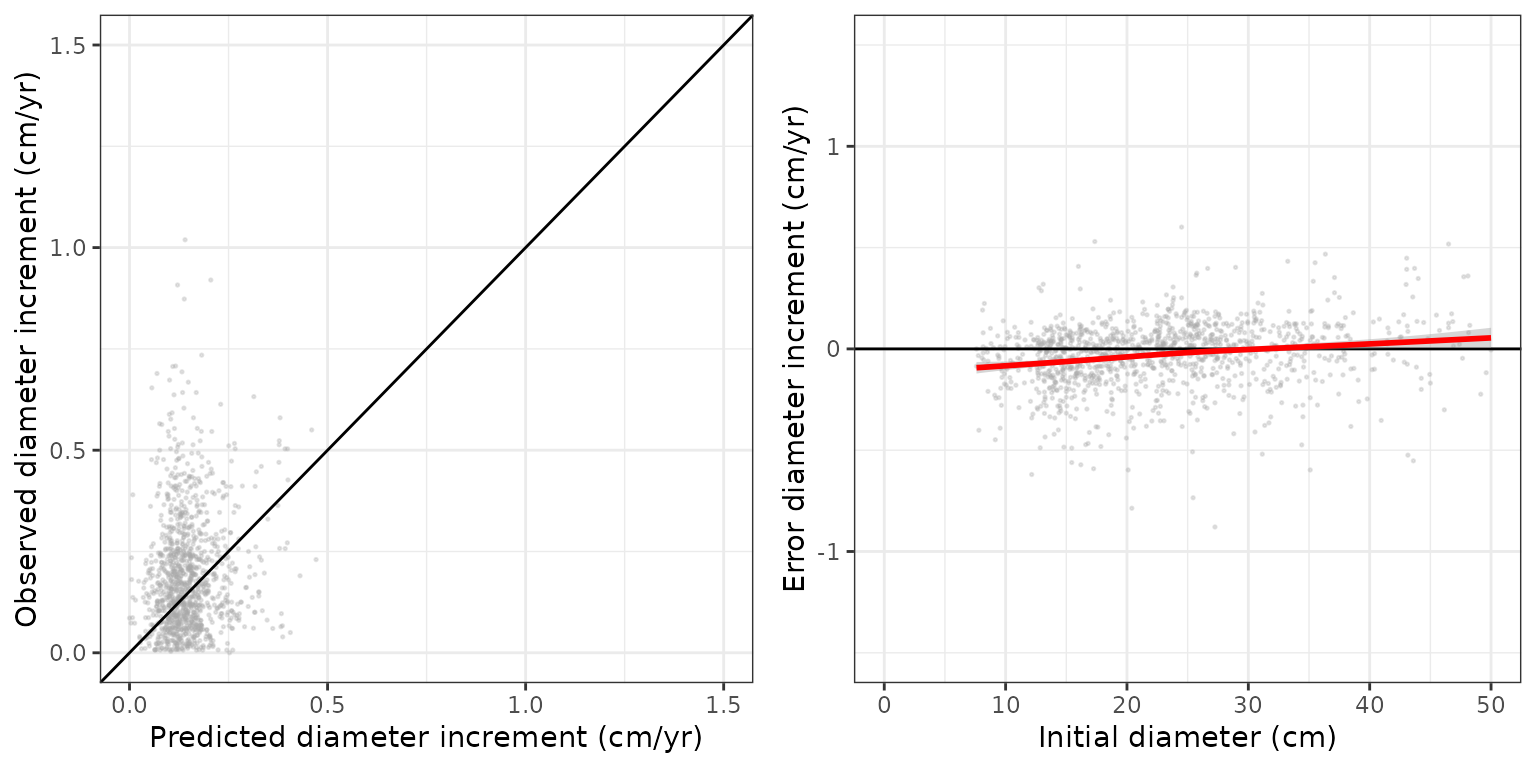 Observed diameter increment (cm/yr)
1.5
1.0
0.5
0.0
0.0 0.5 1.0 1.5
Predicted diameter increment (cm/yr)
Error diameter increment (cm/yr)
1
0
-1
0 10 20 30 40 50
Initial diameter (cm)